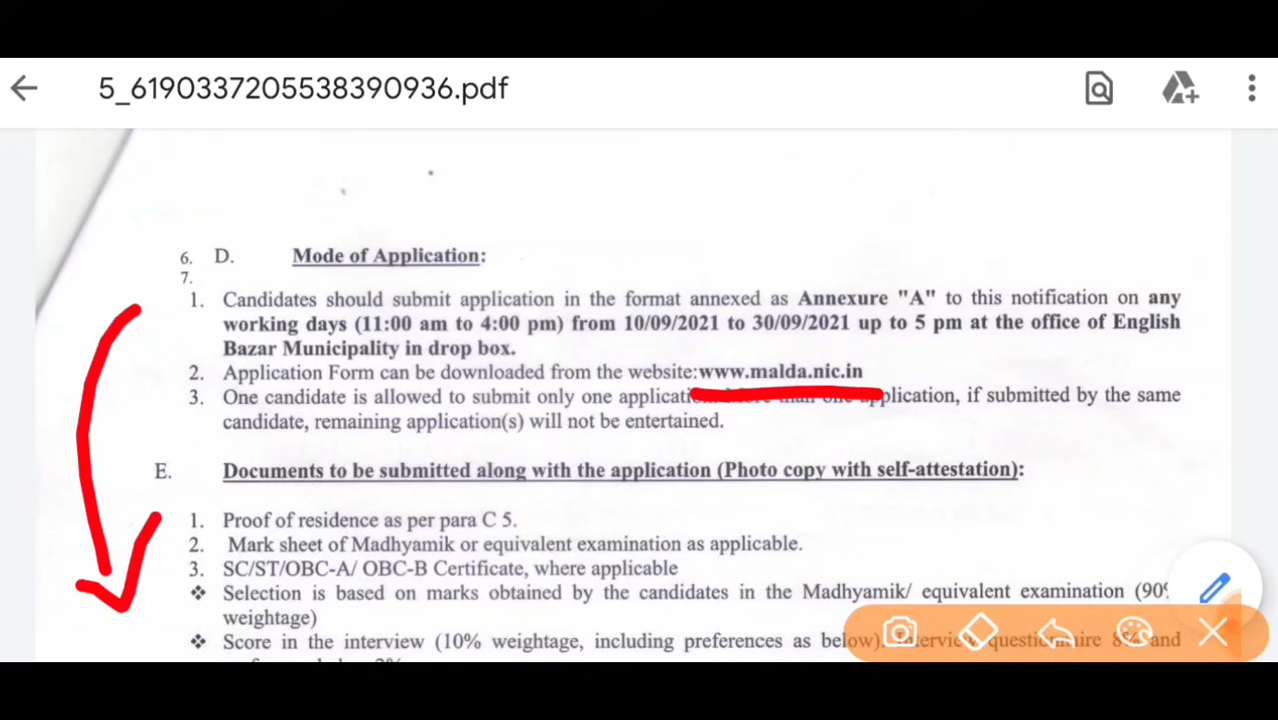 5_6190337205538390936.pdf
6. D. Mode of Application:
7.
1. Candidates should submit application in the format annexed as Annexure "A" to this notification on any
working days (11:00 am to 4:00 pm) from 10/09/2021 to 30/09/2021 up to 5 pm at the office of English
Bazar Municipality in drop box.
2. Application Form can be downloaded from the website:www.malda.nic.in
3. One candidate is allowed to submit only one than one application, if submitted by the same
candidate, remaining application(s) will not be entertained.
E. Documents to be submitted along with the application (Photo copy with self-attestation):
1. Proof of residence as per para C 5.
2. Mark sheet of Madhyamik or equivalent examination as applicable.
3. SC/ST/OBC-A/ OBC-B Certificate, where applicable
❖ Selection is based on marks obtained by the candidates in the Madhyamik/ equivalent examination (90%
weightage)
❖ Score in the interview (10% weightage, including preferences as below). Interview questionnaire 8% and